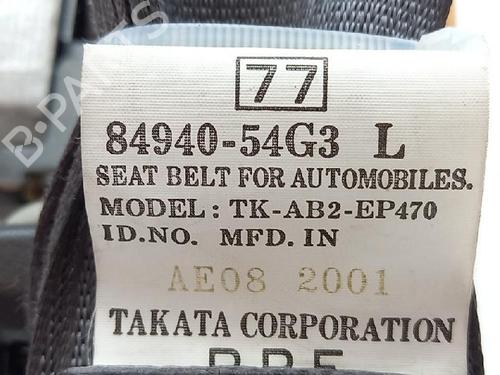 77
84940-54G3 L
SEAT BELT FOR AUTOMOBILES.
MODEL: TK-AB2-EP470
ID.NO. MFD. IN
AE08 2001
TAKATA CORPORATION
B-PARTS